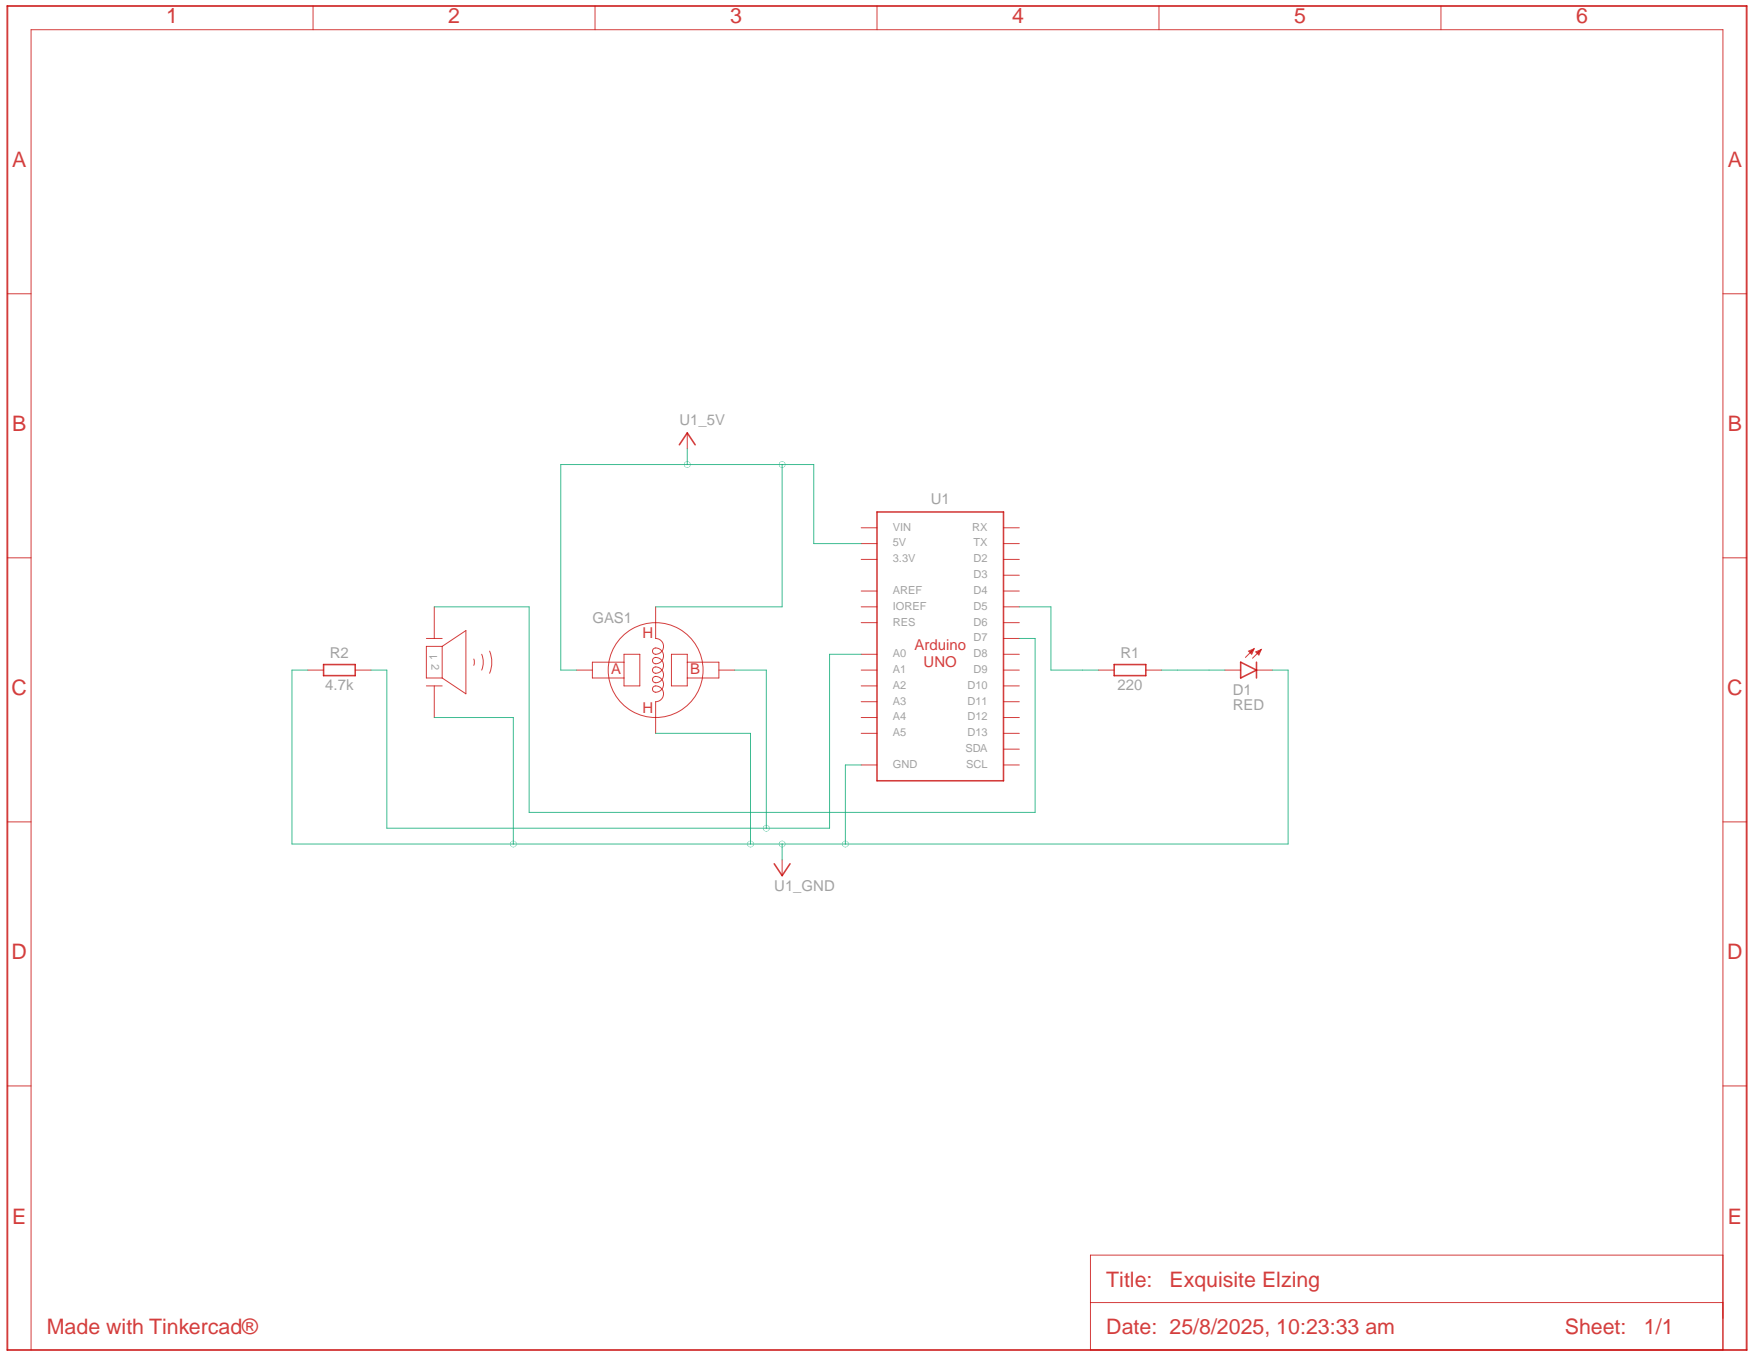 1 2 3 4 5 6
A A
B B
C C
D D
E E
U1_5V
U1
VIN RX
5V TX
3.3V D2
D3
AREF D4
IOREF D5
RES D6
D7
A0 D8
A1 D9
A2 D10
A3 D11
A4 D12
A5 D13
SDA
GND SCL
Arduino
UNO
GAS1
H
A B
H
R2
4.7k
1 2
R1
220
D1
RED
U1_GND
Title: Exquisite Elzing
Date: 25/8/2025, 10:23:33 am Sheet: 1/1
Made with Tinkercad®